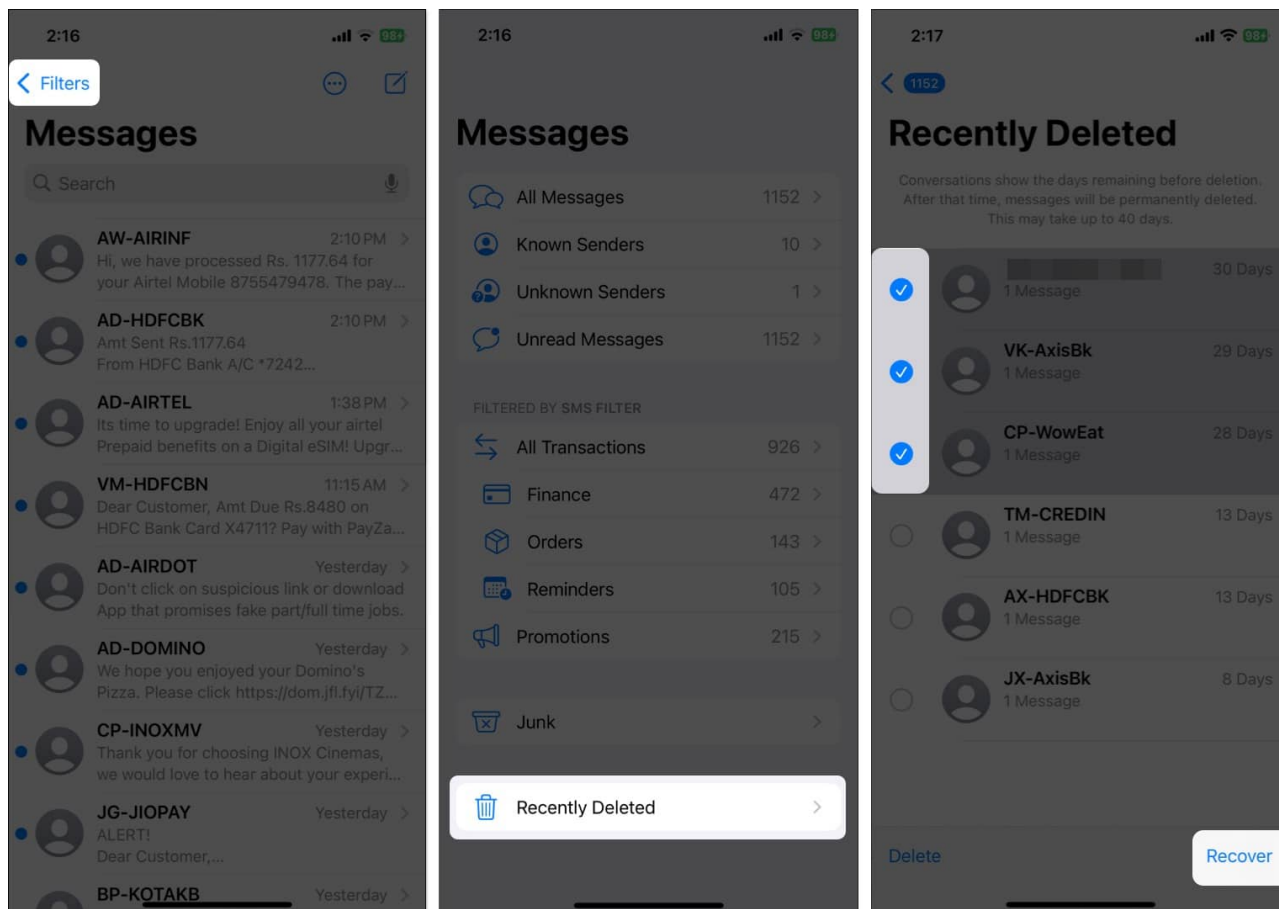 2:16
98
Filters
Messages
Search
AW-AIRINF 2:10 PM
Hi, we have processed Rs. 1177.64 for
your Airtel Mobile 8755479478. The pay...
AD-HDFCBK 2:10 PM
Amt Sent Rs.1177.64
From HDFC Bank A/C *7242...
AD-AIRTEL 1:38 PM
Its time to upgrade! Enjoy all your airtel
Prepaid benefits on a Digital eSIM! Upgr...
VM-HDFCBN 11:15 AM
Dear Customer, Amt Due Rs.8480 on
HDFC Bank Card X4711? Pay with PayZa...
AD-AIRDOT Yesterday
Don't click on suspicious link or download
App that promises fake part/full time jobs.
AD-DOMINO Yesterday
We hope you enjoyed your Domino's
Pizza. Please click https://dom.jfl.fyi/TZ...
CP-INOXMV Yesterday
Thank you for choosing INOX Cinemas,
we would love to hear about your experi...
JG-JIOPAY Yesterday
ALERT!
Dear Customer,...
BP-KOTAKB Yesterday
2:16
98
Messages
All Messages 1152
Known Senders 10
Unknown Senders 1
Unread Messages 1152
FILTERED BY SMS FILTER
All Transactions 926
Finance 472
Orders 143
Reminders 105
Promotions 215
Junk
Recently Deleted
2:17
98
1152
Recently Deleted
Conversations show the days remaining before deletion.
After that time, messages will be permanently deleted.
This may take up to 40 days.
30 Days
1 Message
VK-AxisBk 29 Days
1 Message
CP-WowEat 28 Days
1 Message
TM-CREDIN 13 Days
1 Message
AX-HDFCBK 13 Days
1 Message
JX-AxisBk 8 Days
1 Message
Delete
Recover